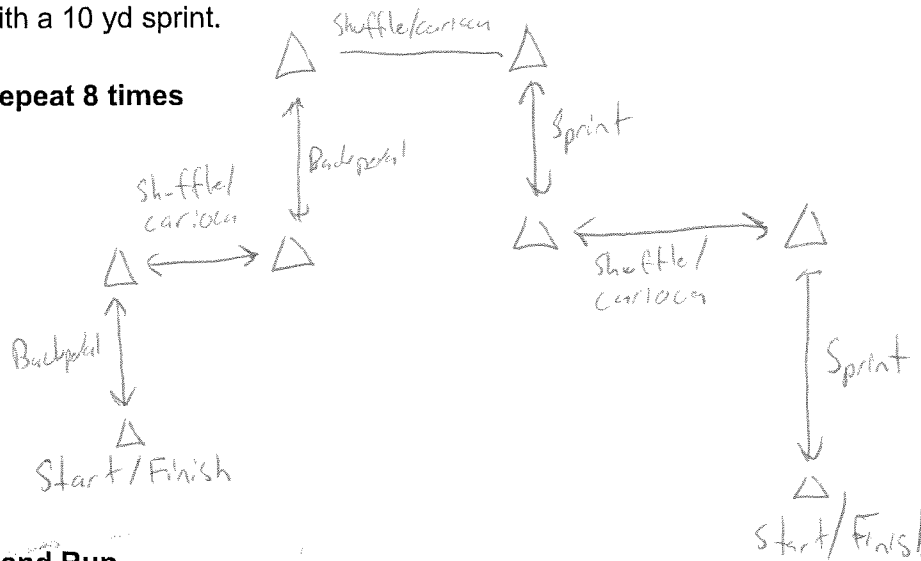 ith a 10 yd sprint.
Shuffle/carioca
epeat 8 times
Sprint
Backpedal
Shuffle/
carioca
Shuffle/
carioca
Backpedal
Sprint
Start/Finish
Start/Finish
and Run